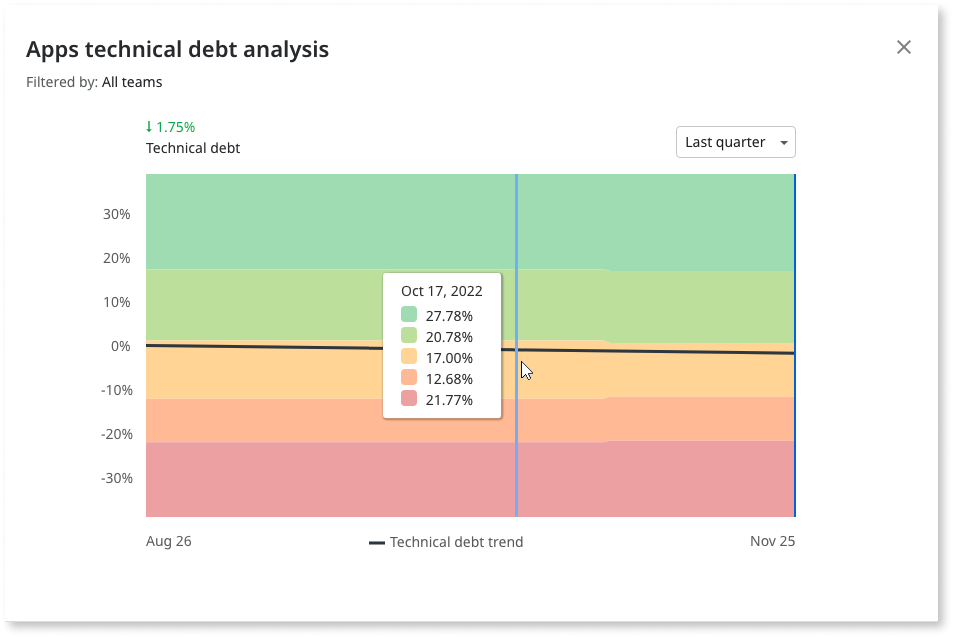 Apps technical debt analysis
Filtered by: All teams
↓ 1.75%
Technical debt
Last quarter
30%
20%
10%
0%
-10%
-20%
-30%
Oct 17, 2022
27.78%
20.78%
17.00%
12.68%
21.77%
Aug 26
Technical debt trend
Nov 25